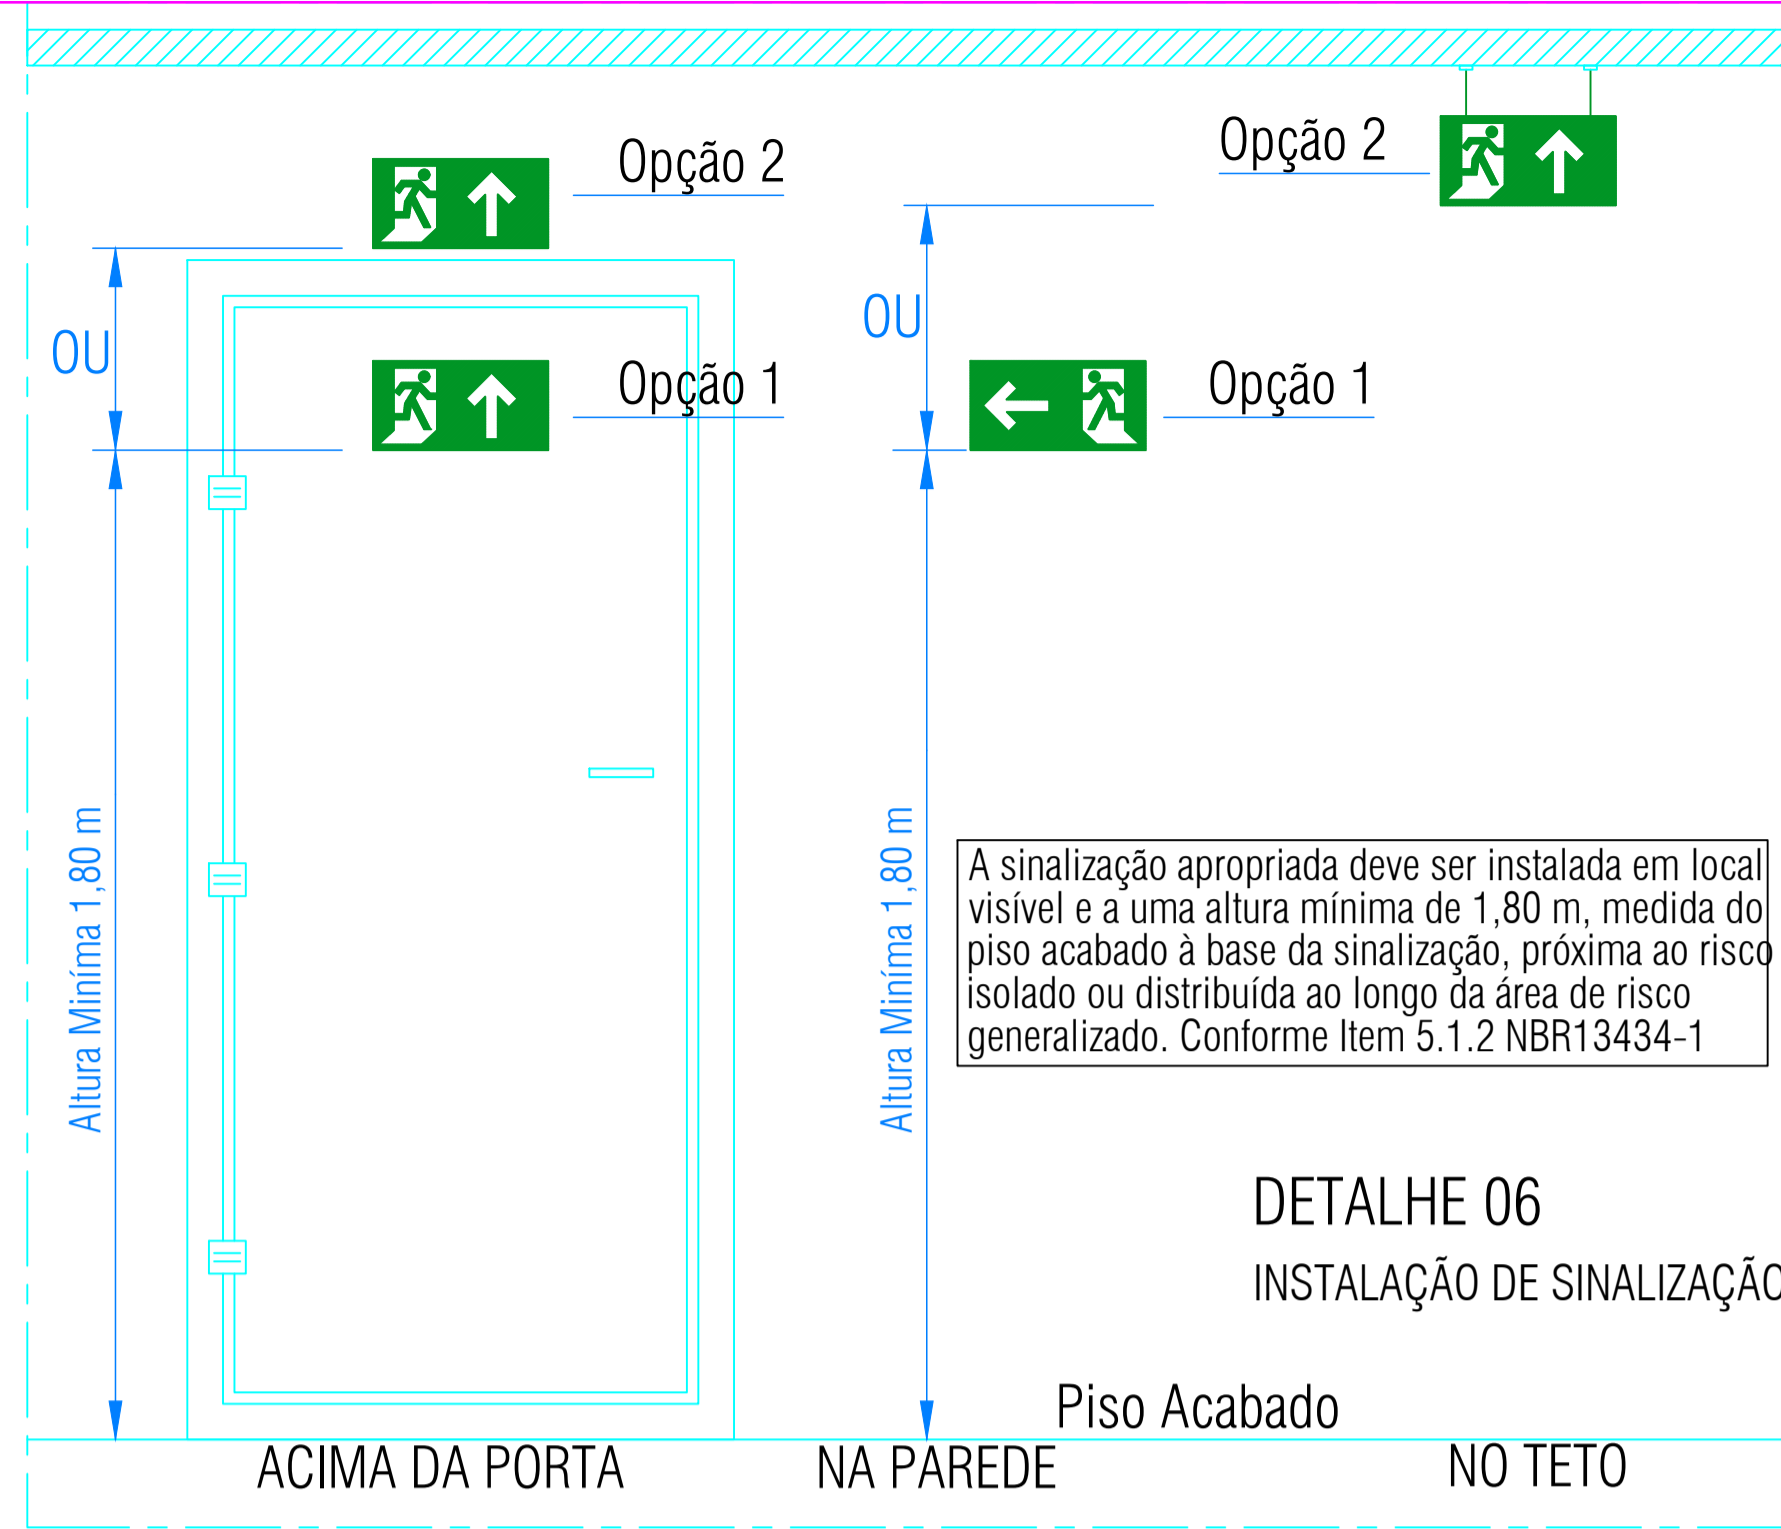 Opção 2
Opção 2
OU
OU
Opção 1
Opção 1
Altura Miníma 1,80 m
Altura Miníma 1,80 m
A sinalização apropriada deve ser instalada em local
visível e a uma altura mínima de 1,80 m, medida do
piso acabado à base da sinalização, próxima ao risco
isolado ou distribuída ao longo da área de risco
generalizado. Conforme Item 5.1.2 NBR13434-1
DETALHE 06
INSTALAÇÃO DE SINALIZAÇÃO
Piso Acabado
ACIMA DA PORTA
NA PAREDE
NO TETO